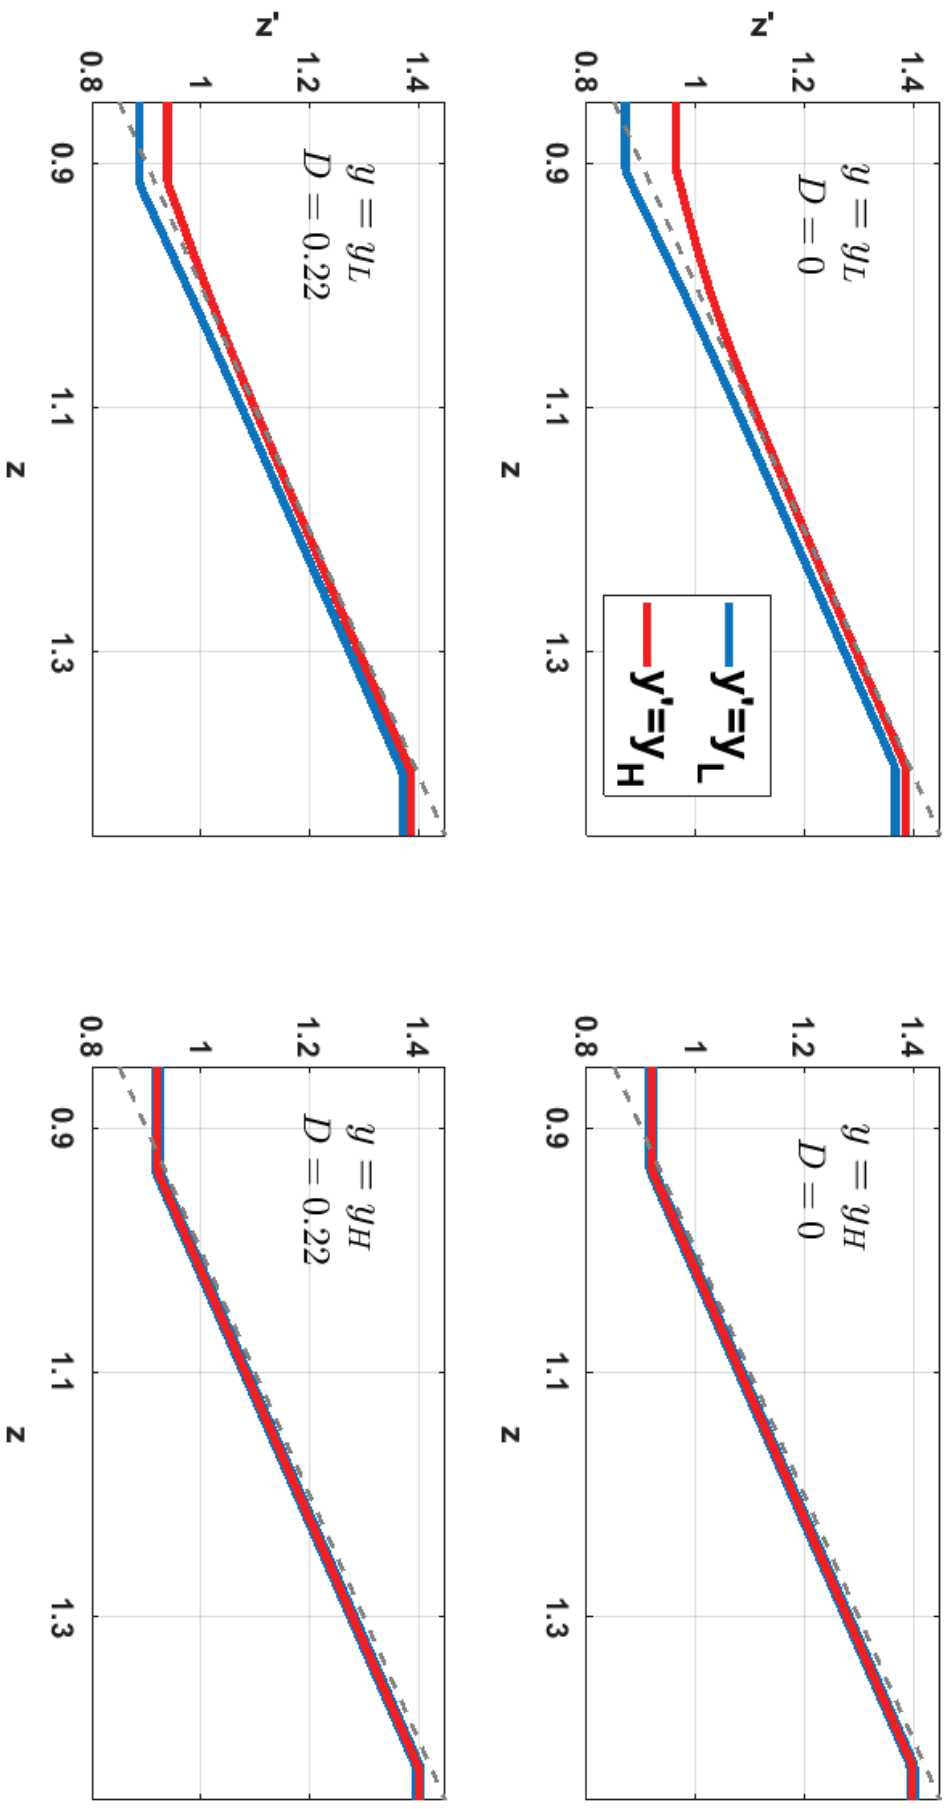 z'
1.4
1.2
1
0.8
y = y_L
D = 0
y'=y_L
y'=y_H
0.9 1.1 1.3
z
1.4
1.2
1
0.8
y = y_H
D = 0
0.9 1.1 1.3
z
z'
1.4
1.2
1
0.8
y = y_L
D = 0.22
0.9 1.1 1.3
z
1.4
1.2
1
0.8
y = y_H
D = 0.22
0.9 1.1 1.3
z